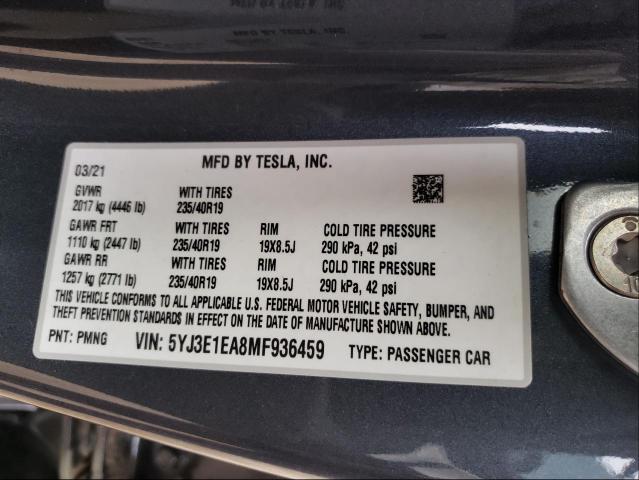 03/21 MFD BY TESLA, INC.
GVWR WITH TIRES
2017 kg (4446 lb) 235/40R19
GAWR FRT WITH TIRES RIM COLD TIRE PRESSURE
1110 kg (2447 lb) 235/40R19 19X8.5J 290 kPa, 42 psi
GAWR RR WITH TIRES RIM COLD TIRE PRESSURE
1257 kg (2771 lb) 235/40R19 19X8.5J 290 kPa, 42 psi
THIS VEHICLE CONFORMS TO ALL APPLICABLE U.S. FEDERAL MOTOR VEHICLE SAFETY, BUMPER, AND
THEFT PREVENTION STANDARDS IN EFFECT ON THE DATE OF MANUFACTURE SHOWN ABOVE.
PNT: PMNG VIN: 5YJ3E1EA8MF936459 TYPE: PASSENGER CAR